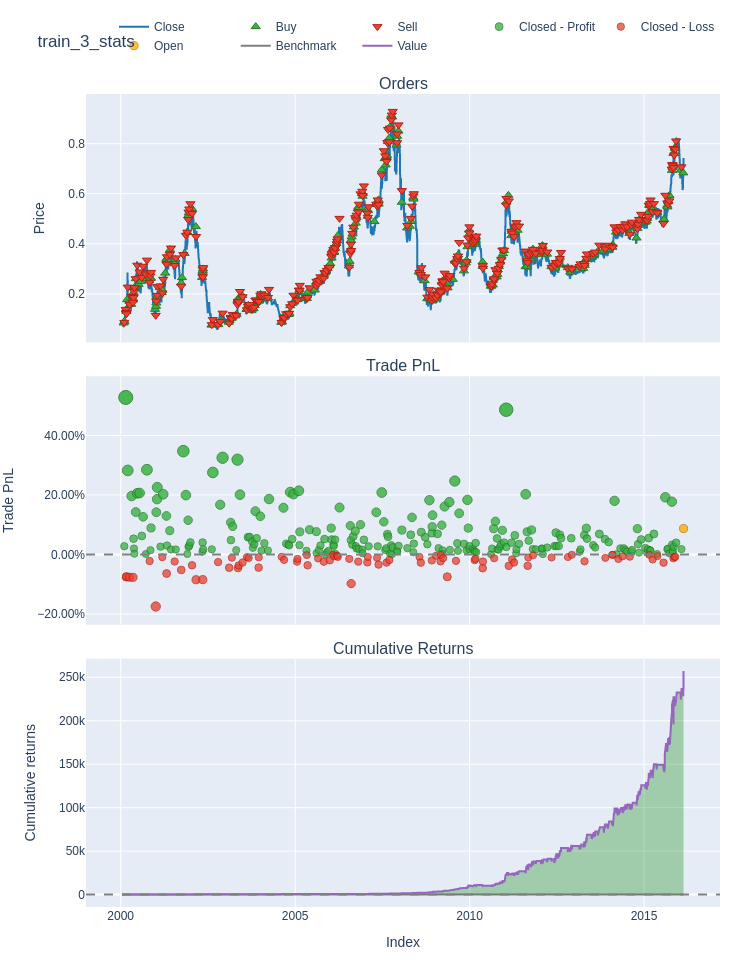 train_3_stats
Close
Buy
Sell
Closed - Profit
Closed - Loss
Open
Benchmark
Value
Orders
0.8
0.6
0.4
0.2
Price
Trade PnL
40.00%
20.00%
0.00%
−20.00%
Trade PnL
Cumulative Returns
250k
200k
150k
100k
50k
0
Cumulative returns
2000
2005
2010
2015
Index